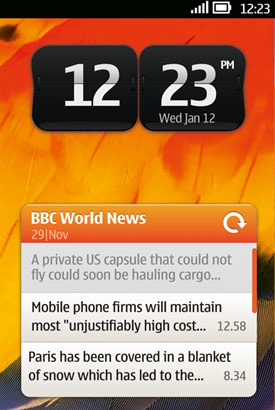 12:23
12 23
PM
Wed Jan 12
BBC World News
29|Nov
A private US capsule that could not
fly could soon be hauling cargo...
Mobile phone firms will maintain
most "unjustifiably high cost... 12.58
Paris has been covered in a blanket
of snow which has led to the... 8.34